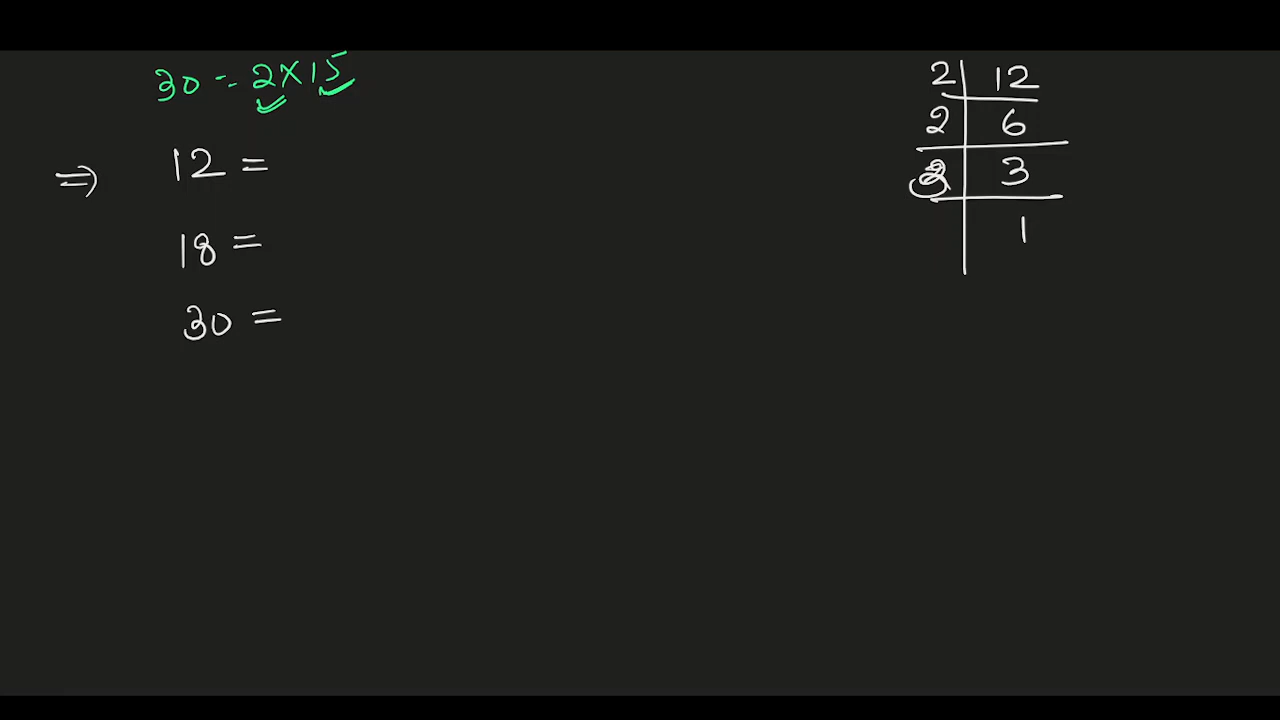 30 = 2 × 15
⇒ 12 =
18 =
30 =
2 | 12
2 | 6
3 | 3
| 1